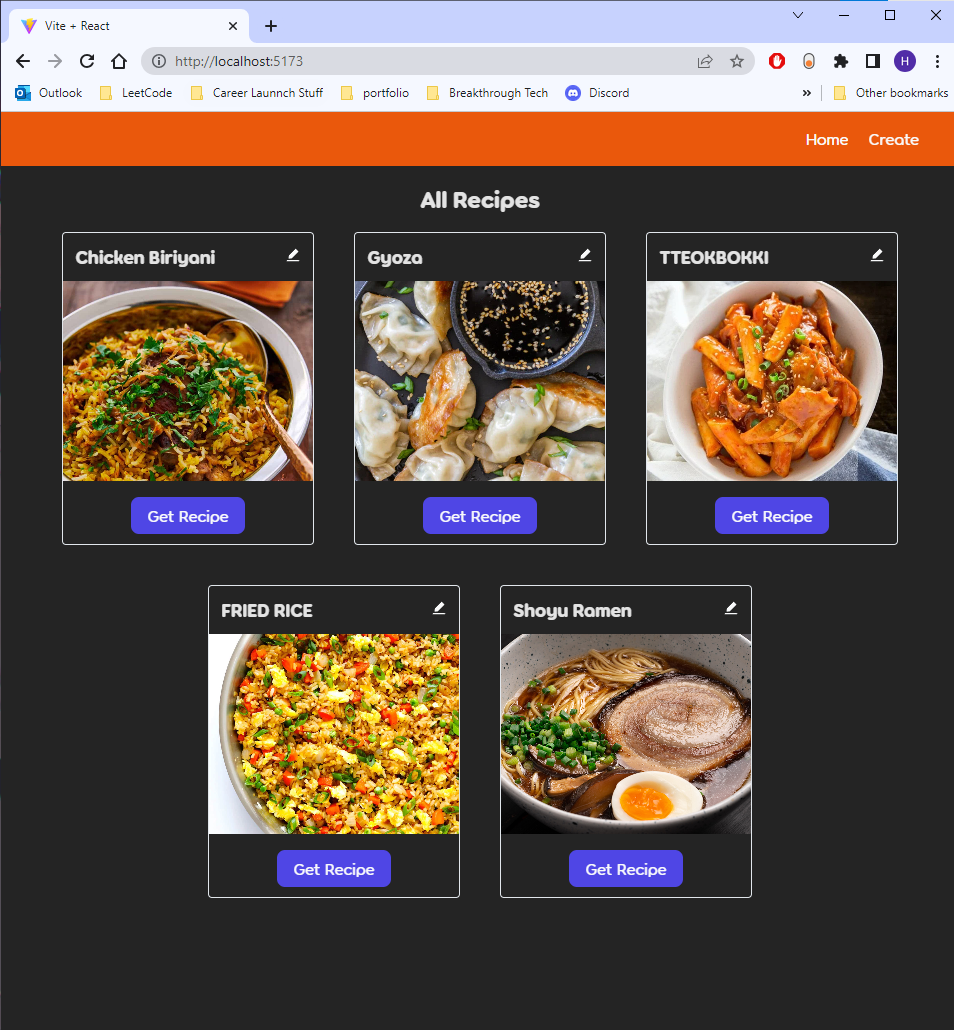 Vite + React
http://localhost:5173
H
Outlook
LeetCode
Career Launnch Stuff
portfolio
Breakthrough Tech
Discord
»
Other bookmarks
Home
Create
All Recipes
Chicken Biriyani
Gyoza
TTEOKBOKKI
Get Recipe
Get Recipe
Get Recipe
FRIED RICE
Shoyu Ramen
Get Recipe
Get Recipe